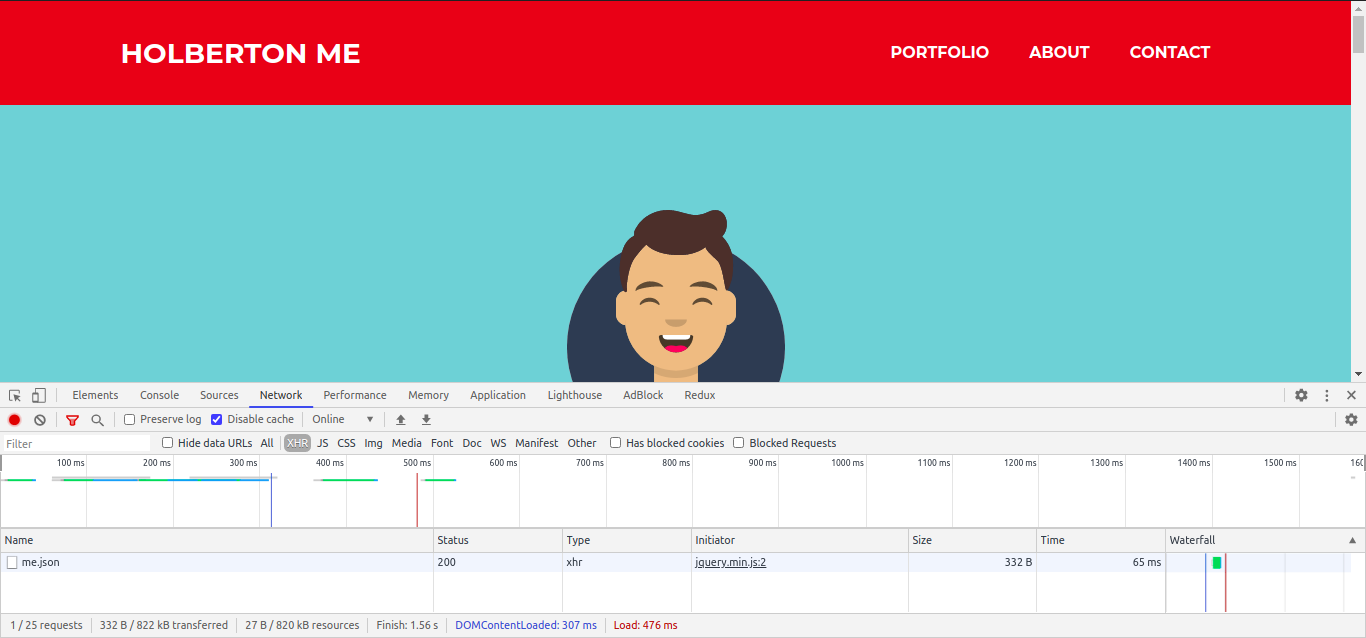 HOLBERTON ME PORTFOLIO ABOUT CONTACT
Elements Console Sources Network Performance Memory Application Lighthouse AdBlock Redux
Preserve log Disable cache Online
Filter Hide data URLs All XHR JS CSS Img Media Font Doc WS Manifest Other Has blocked cookies Blocked Requests
100 ms 200 ms 300 ms 400 ms 500 ms 600 ms 700 ms 800 ms 900 ms 1000 ms 1100 ms 1200 ms 1300 ms 1400 ms 1500 ms 160
Name Status Type Initiator Size Time Waterfall
me.json 200 xhr jquery.min.js:2 332 B 65 ms
1 / 25 requests 332 B / 822 kB transferred 27 B / 820 kB resources Finish: 1.56 s DOMContentLoaded: 307 ms Load: 476 ms